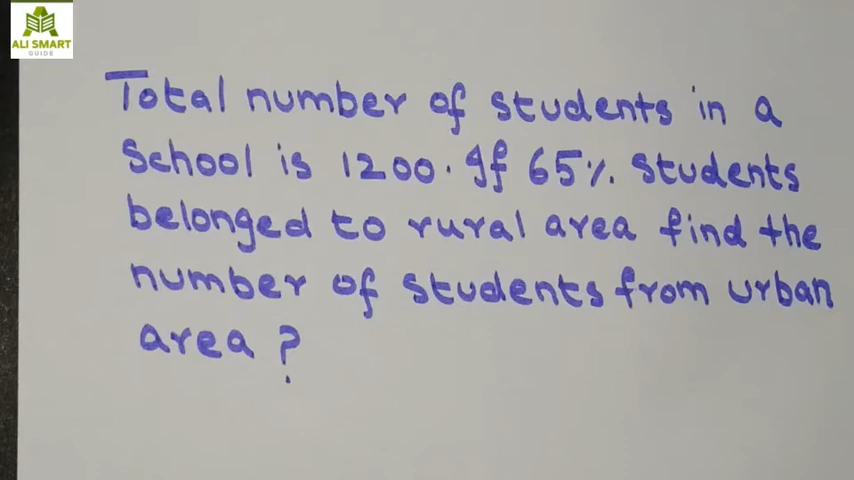 ALI SMART
GUIDE
Total number of students in a
School is 1200. If 65% students
belonged to rural area find the
number of students from urban
area ?